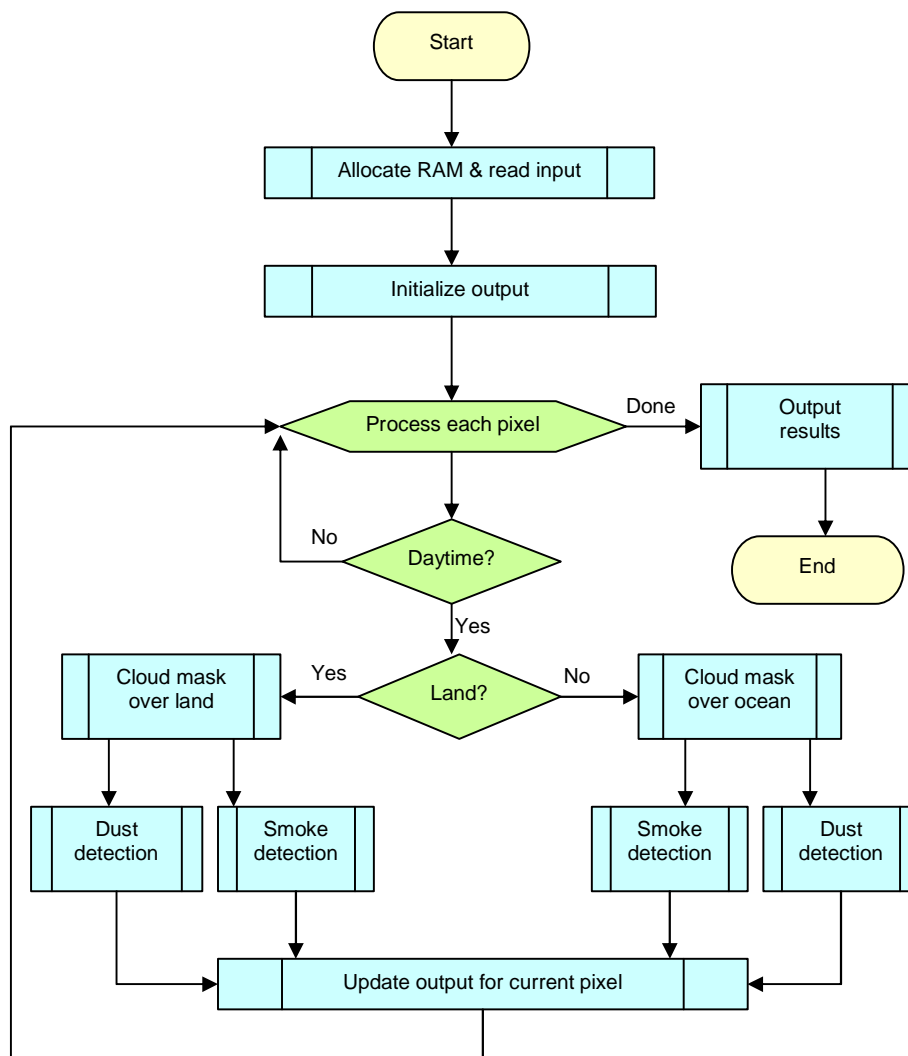 Start
Allocate RAM & read input
Initialize output
Process each pixel
Done
Output
results
No
Daytime?
End
Yes
Cloud mask
over land
Yes
Land?
No
Cloud mask
over ocean
Dust
detection
Smoke
detection
Smoke
detection
Dust
detection
Update output for current pixel